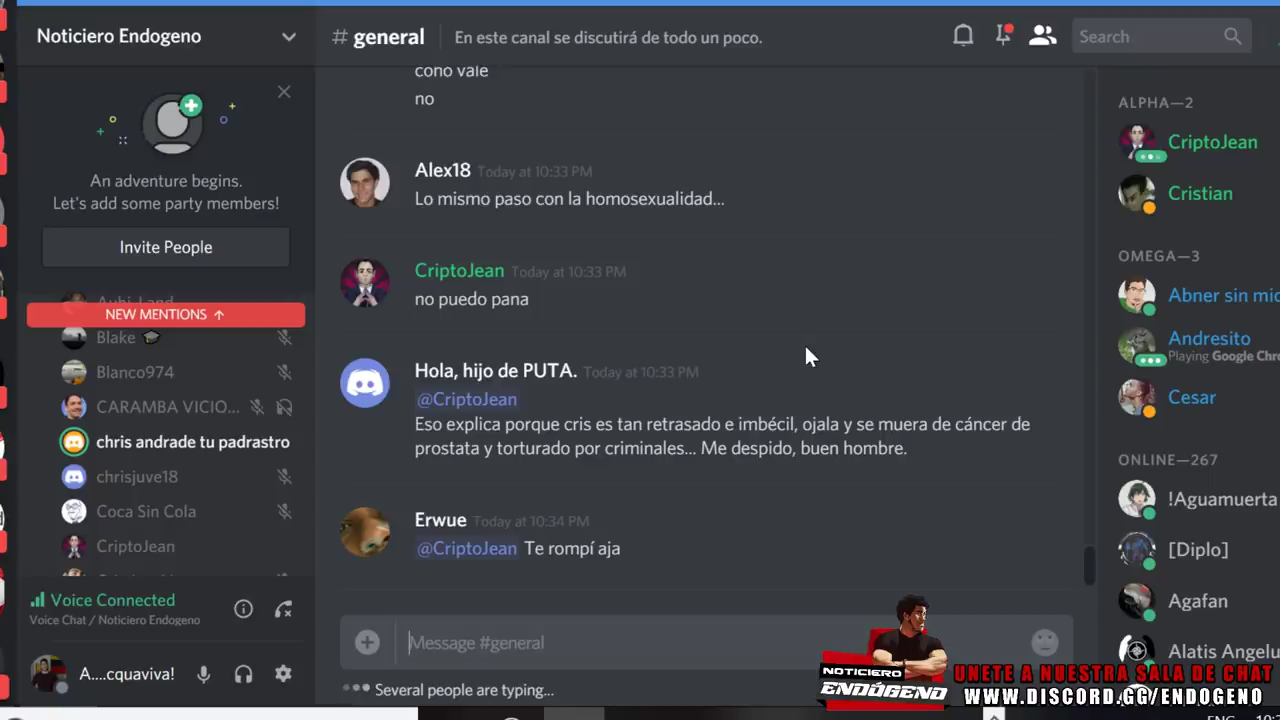 Noticiero Endogeno
# general
En este canal se discutirá de todo un poco.
Search
An adventure begins.
Let's add some party members!
Invite People
NEW MENTIONS ↑
Blake
Blanco974
CARAMBA VICIO...
chris andrade tu padrastro
chrisjuve18
Coca Sin Cola
CriptoJean
Voice Connected
Voice Chat / Noticiero Endogeno
A....cquaviva!
coño vale
no
Alex18 Today at 10:33 PM
Lo mismo paso con la homosexualidad...
CriptoJean Today at 10:33 PM
no puedo pana
Hola, hijo de PUTA. Today at 10:33 PM
@CriptoJean
Eso explica porque cris es tan retrasado e imbécil, ojala y se muera de cáncer de
prostata y torturado por criminales... Me despido, buen hombre.
Erwue Today at 10:34 PM
@CriptoJean Te rompí aja
Message #general
Several people are typing...
ALPHA—2
CriptoJean
Cristian
OMEGA—3
Abner sin mic
Andresito
Playing Google Chro
Cesar
ONLINE—267
!Aguamuerta
[Diplo]
Agafan
Alatis Angelu
NOTICIERO
ENDÓGENO
UNETE A NUESTRA SALA DE CHAT
WWW.DISCORD.GG/ENDOGENO
ENG